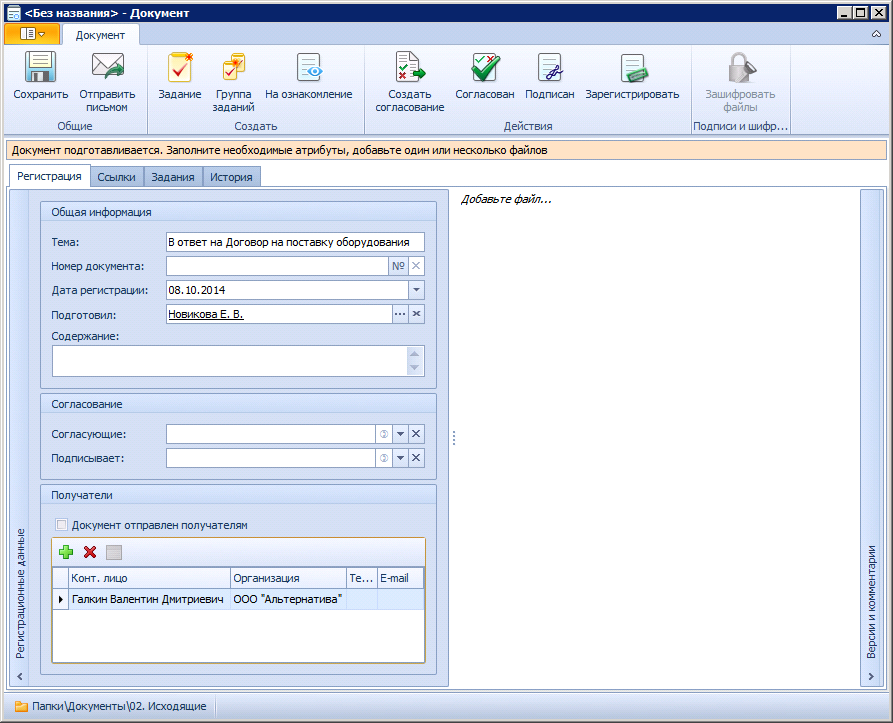 <Без названия> - Документ
Документ
Сохранить
Отправить
письмом
Общие
Задание
Группа
заданий
На ознакомление
Создать
Создать
согласование
Согласован
Подписан
Зарегистрировать
Действия
Зашифровать
файлы
Подписи и шифр...
Документ подготавливается. Заполните необходимые атрибуты, добавьте один или несколько файлов
Регистрация
Ссылки
Задания
История
Регистрационные данные
Общая информация
Тема:
В ответ на Договор на поставку оборудования
Номер документа:
№
Дата регистрации:
08.10.2014
Подготовил:
Новикова Е. В.
Содержание:
Согласование
Согласующие:
Подписывает:
Получатели
Документ отправлен получателям
Конт. лицо
Организация
Те...
E-mail
Галкин Валентин Дмитриевич
ООО "Альтернатива"
Добавьте файл...
Версии и комментарии
Папки\Документы\02. Исходящие